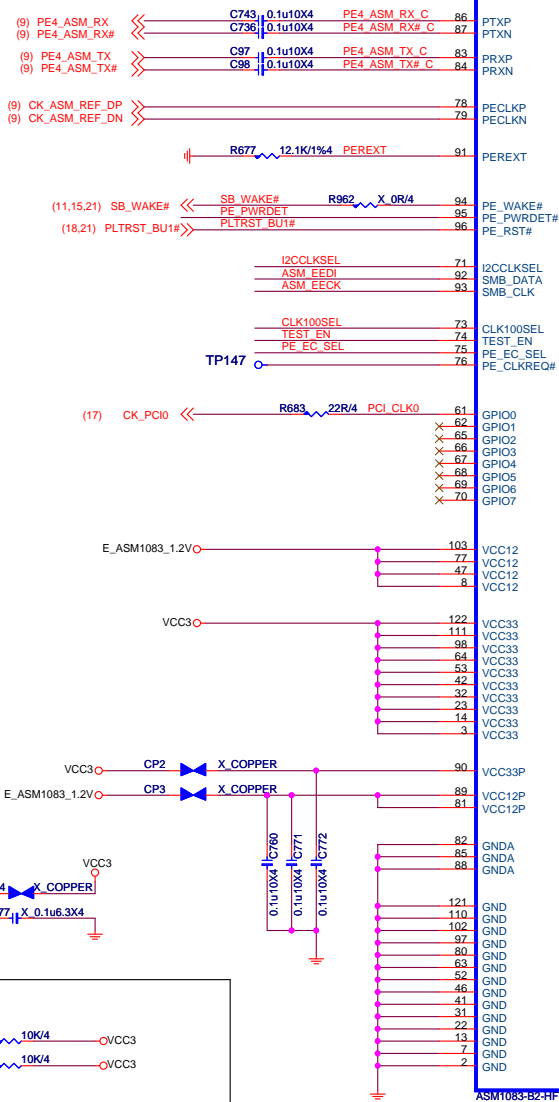 (9) PE4_ASM_RX C743 0.1u10X4 PE4_ASM_RX_C 86 PTXP
(9) PE4_ASM_RX# C736 0.1u10X4 PE4_ASM_RX#_C 87 PTXN
(9) PE4_ASM_TX C97 0.1u10X4 PE4_ASM_TX_C 83 PRXP
(9) PE4_ASM_TX# C98 0.1u10X4 PE4_ASM_TX#_C 84 PRXN
(9) CK_ASM_REF_DP 78 PECLKP
(9) CK_ASM_REF_DN 79 PECLKN
R677 12.1K/1%4 PEREXT 91 PEREXT
(11,15,21) SB_WAKE# SB_WAKE# R962 X_0R/4 94 PE_WAKE#
PE_PWRDET 95 PE_PWRDET#
(18,21) PLTRST_BU1# PLTRST_BU1# 96 PE_RST#
I2CCLKSEL 71 I2CCLKSEL
ASM_EEDI 92 SMB_DATA
ASM_EECK 93 SMB_CLK
CLK100SEL 73 CLK100SEL
TEST_EN 74 TEST_EN
PE_EC_SEL 75 PE_EC_SEL
TP147 76 PE_CLKREQ#
(17) CK_PCI0 R683 22R/4 PCI_CLK0 61 GPIO0
62 GPIO1
65 GPIO2
66 GPIO3
67 GPIO4
68 GPIO5
69 GPIO6
70 GPIO7
E_ASM1083_1.2V 103 VCC12
77 VCC12
47 VCC12
8 VCC12
VCC3 122 VCC33
111 VCC33
98 VCC33
64 VCC33
53 VCC33
42 VCC33
32 VCC33
23 VCC33
14 VCC33
3 VCC33
VCC3 CP2 X_COPPER 90 VCC33P
E_ASM1083_1.2V CP3 X_COPPER 89 VCC12P
81 VCC12P
0.1u10X4 C760
0.1u10X4 C771
0.1u10X4 C772
82 GNDA
85 GNDA
88 GNDA
VCC3
4 X_COPPER
77 X_0.1u6.3X4
121 GND
110 GND
102 GND
97 GND
80 GND
63 GND
52 GND
46 GND
41 GND
31 GND
22 GND
13 GND
7 GND
2 GND
10K/4 VCC3
10K/4 VCC3
ASM1083-B2-HF